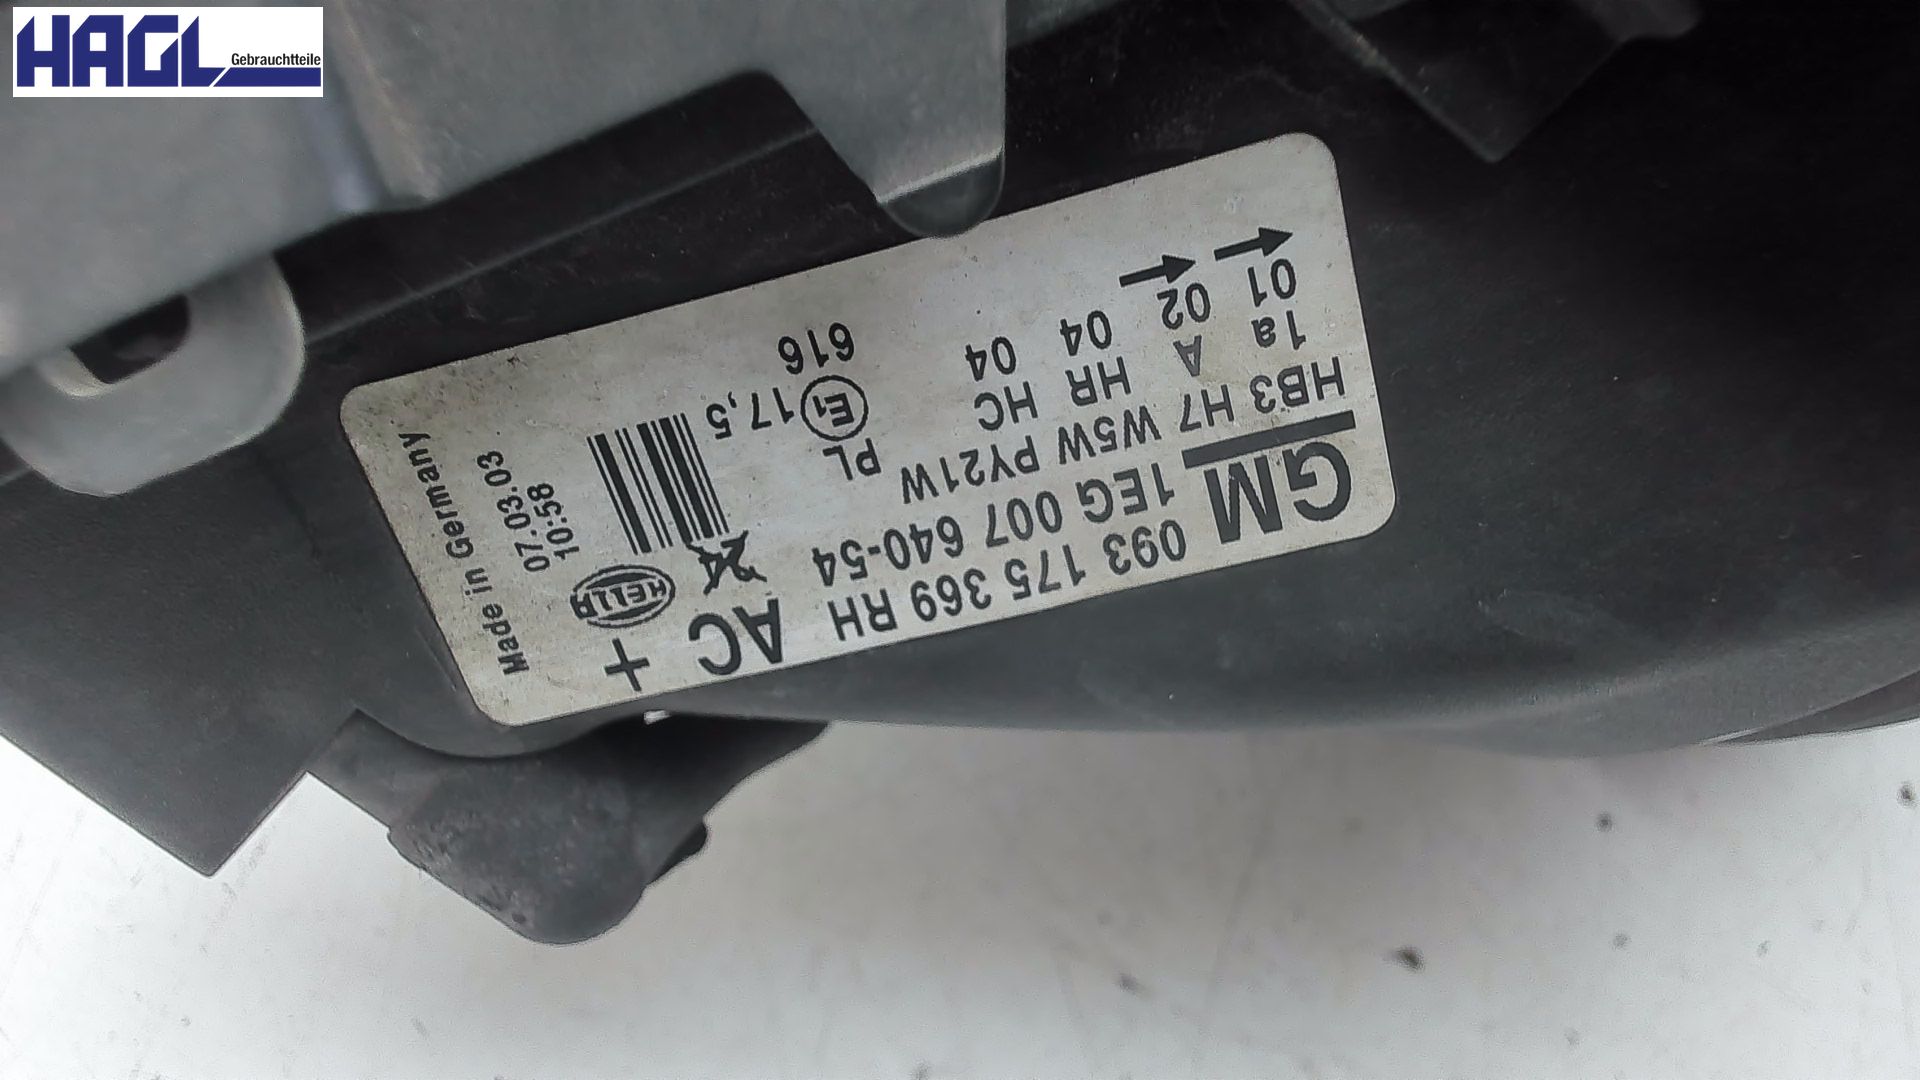 HAGL
Gebrauchtteile
GM
093 175 369 RH
AC
+
1EG 007 640-54
HELLA
HB3 H7 W5W PY21W
1a A HR HC PL
01 02 04 04
E1 17,5
616
07.03.03
10:58
Made in Germany